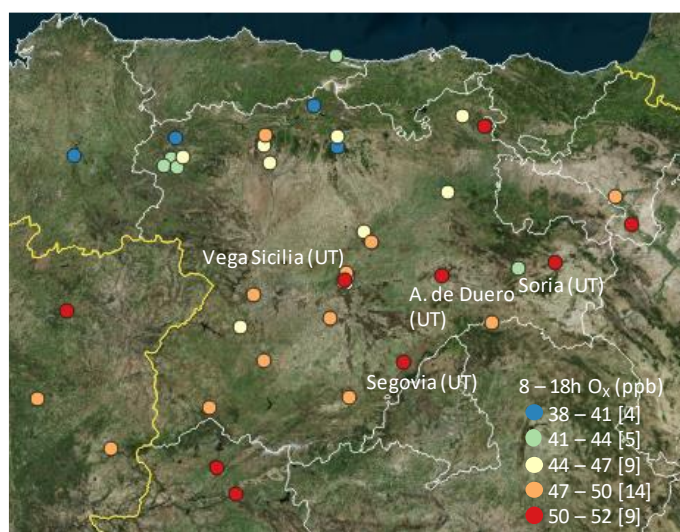 Vega Sicilia (UT)
Soria (UT)
A. de Duero
(UT)
Segovia (UT)
8 – 18h Oₓ (ppb)
38 – 41 [4]
41 – 44 [5]
44 – 47 [9]
47 – 50 [14]
50 – 52 [9]